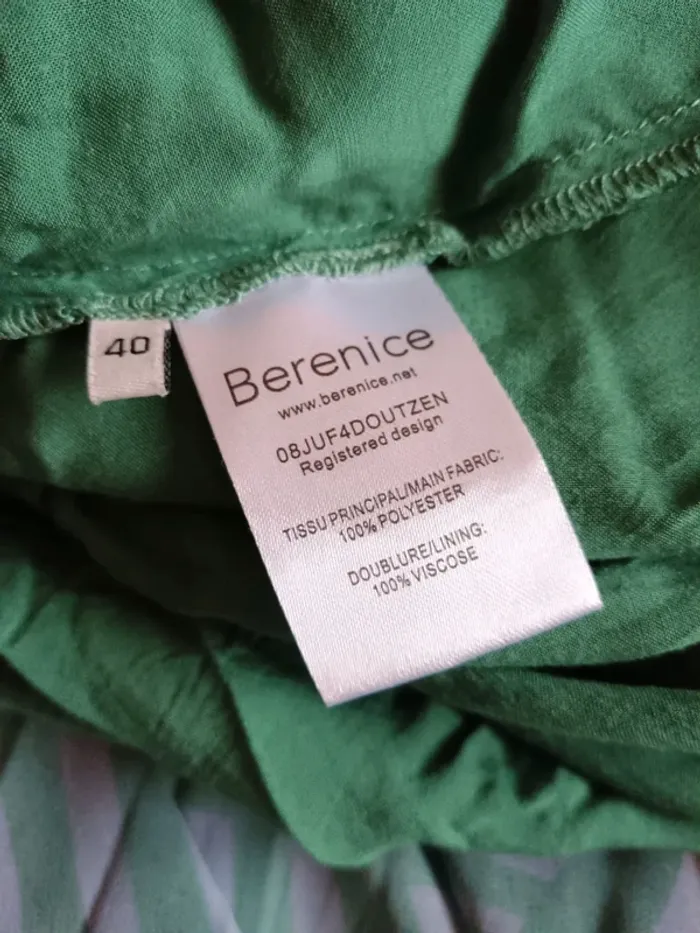 40
Berenice
www.berenice.net
08JUF4DOUTZEN
Registered design
TISSU PRINCIPAL/MAIN FABRIC:
100% POLYESTER
DOUBLURE/LINING:
100% VISCOSE